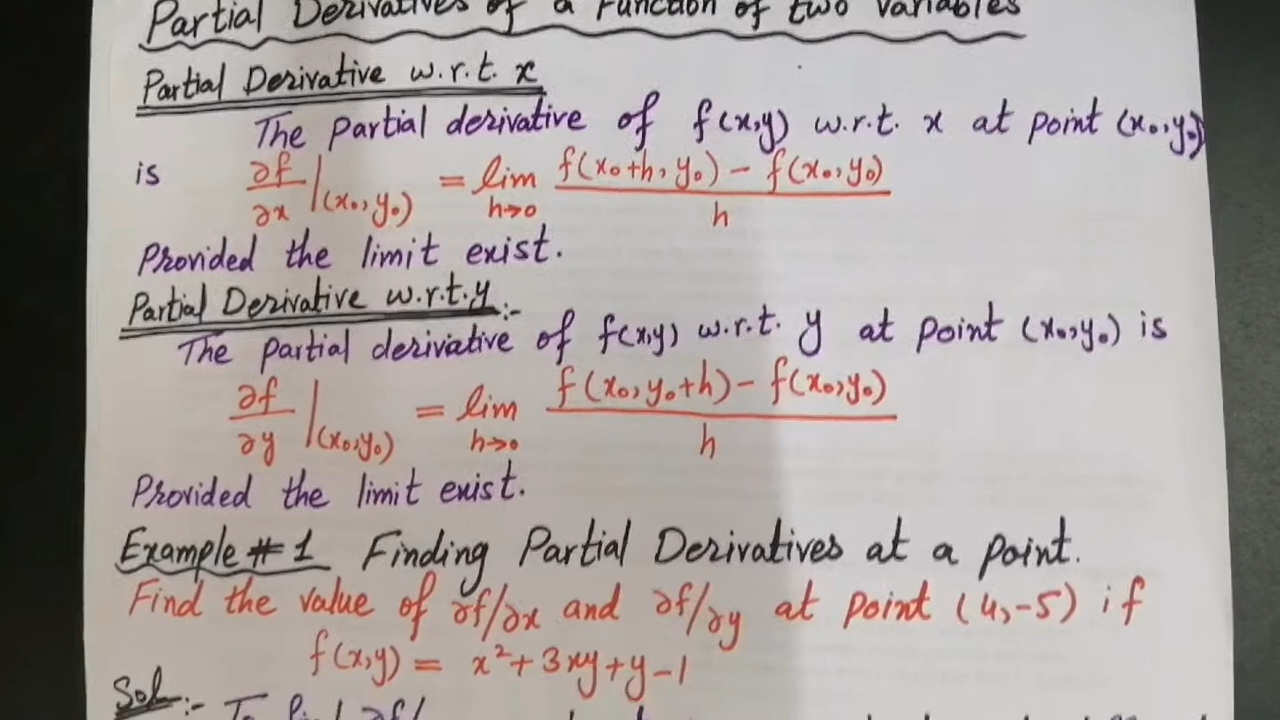 Partial Derivatives of a Function of two Variables
Partial Derivative w.r.t. x
The Partial derivative of f(x,y) w.r.t. x at point (x₀,y₀)
is ∂f/∂x |(x₀,y₀) = lim h→0 f(x₀+h, y₀) - f(x₀,y₀) / h
Provided the limit exist.
Partial Derivative w.r.t.y:-
The partial derivative of f(x,y) w.r.t. y at point (x₀,y₀) is
∂f/∂y |(x₀,y₀) = lim h→0 f(x₀,y₀+h) - f(x₀,y₀) / h
Provided the limit exist.
Example #1 Finding Partial Derivatives at a point.
Find the value of ∂f/∂x and ∂f/∂y at point (4,-5) if
f(x,y) = x²+3xy+y-1
Sol:- To find ∂f/